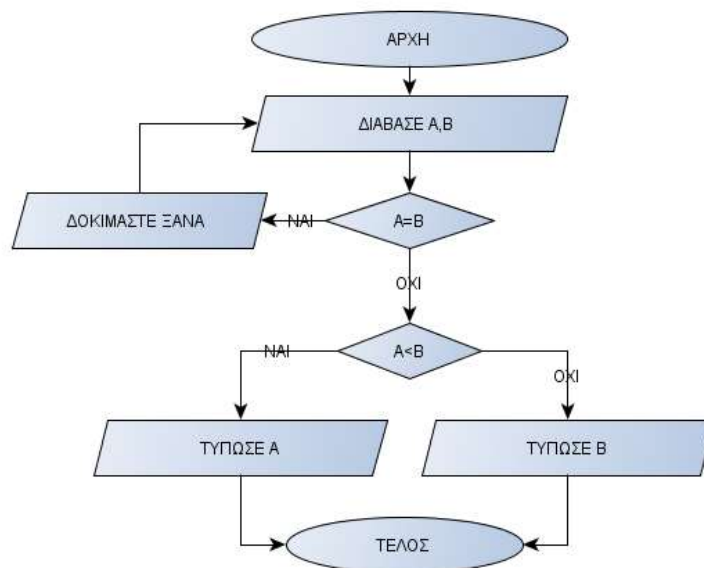 ΑΡΧΗ
ΔΙΑΒΑΣΕ Α,Β
ΔΟΚΙΜΑΣΤΕ ΞΑΝΑ
ΝΑΙ
Α=Β
ΟΧΙ
ΝΑΙ
Α<Β
ΟΧΙ
ΤΥΠΩΣΕ Α
ΤΥΠΩΣΕ Β
ΤΕΛΟΣ